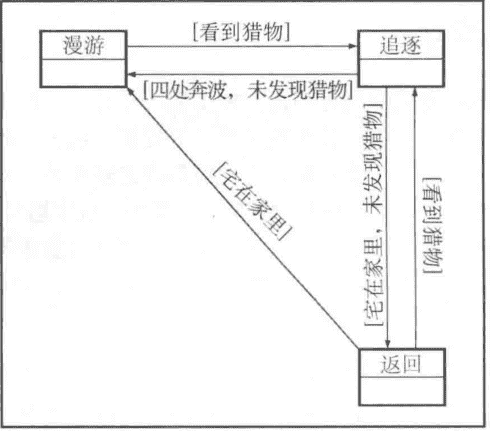 漫游
[看到猎物]
追逐
[四处奔波，未发现猎物]
[宅在家里]
[宅在家里，未发现猎物]
[看到猎物]
返回